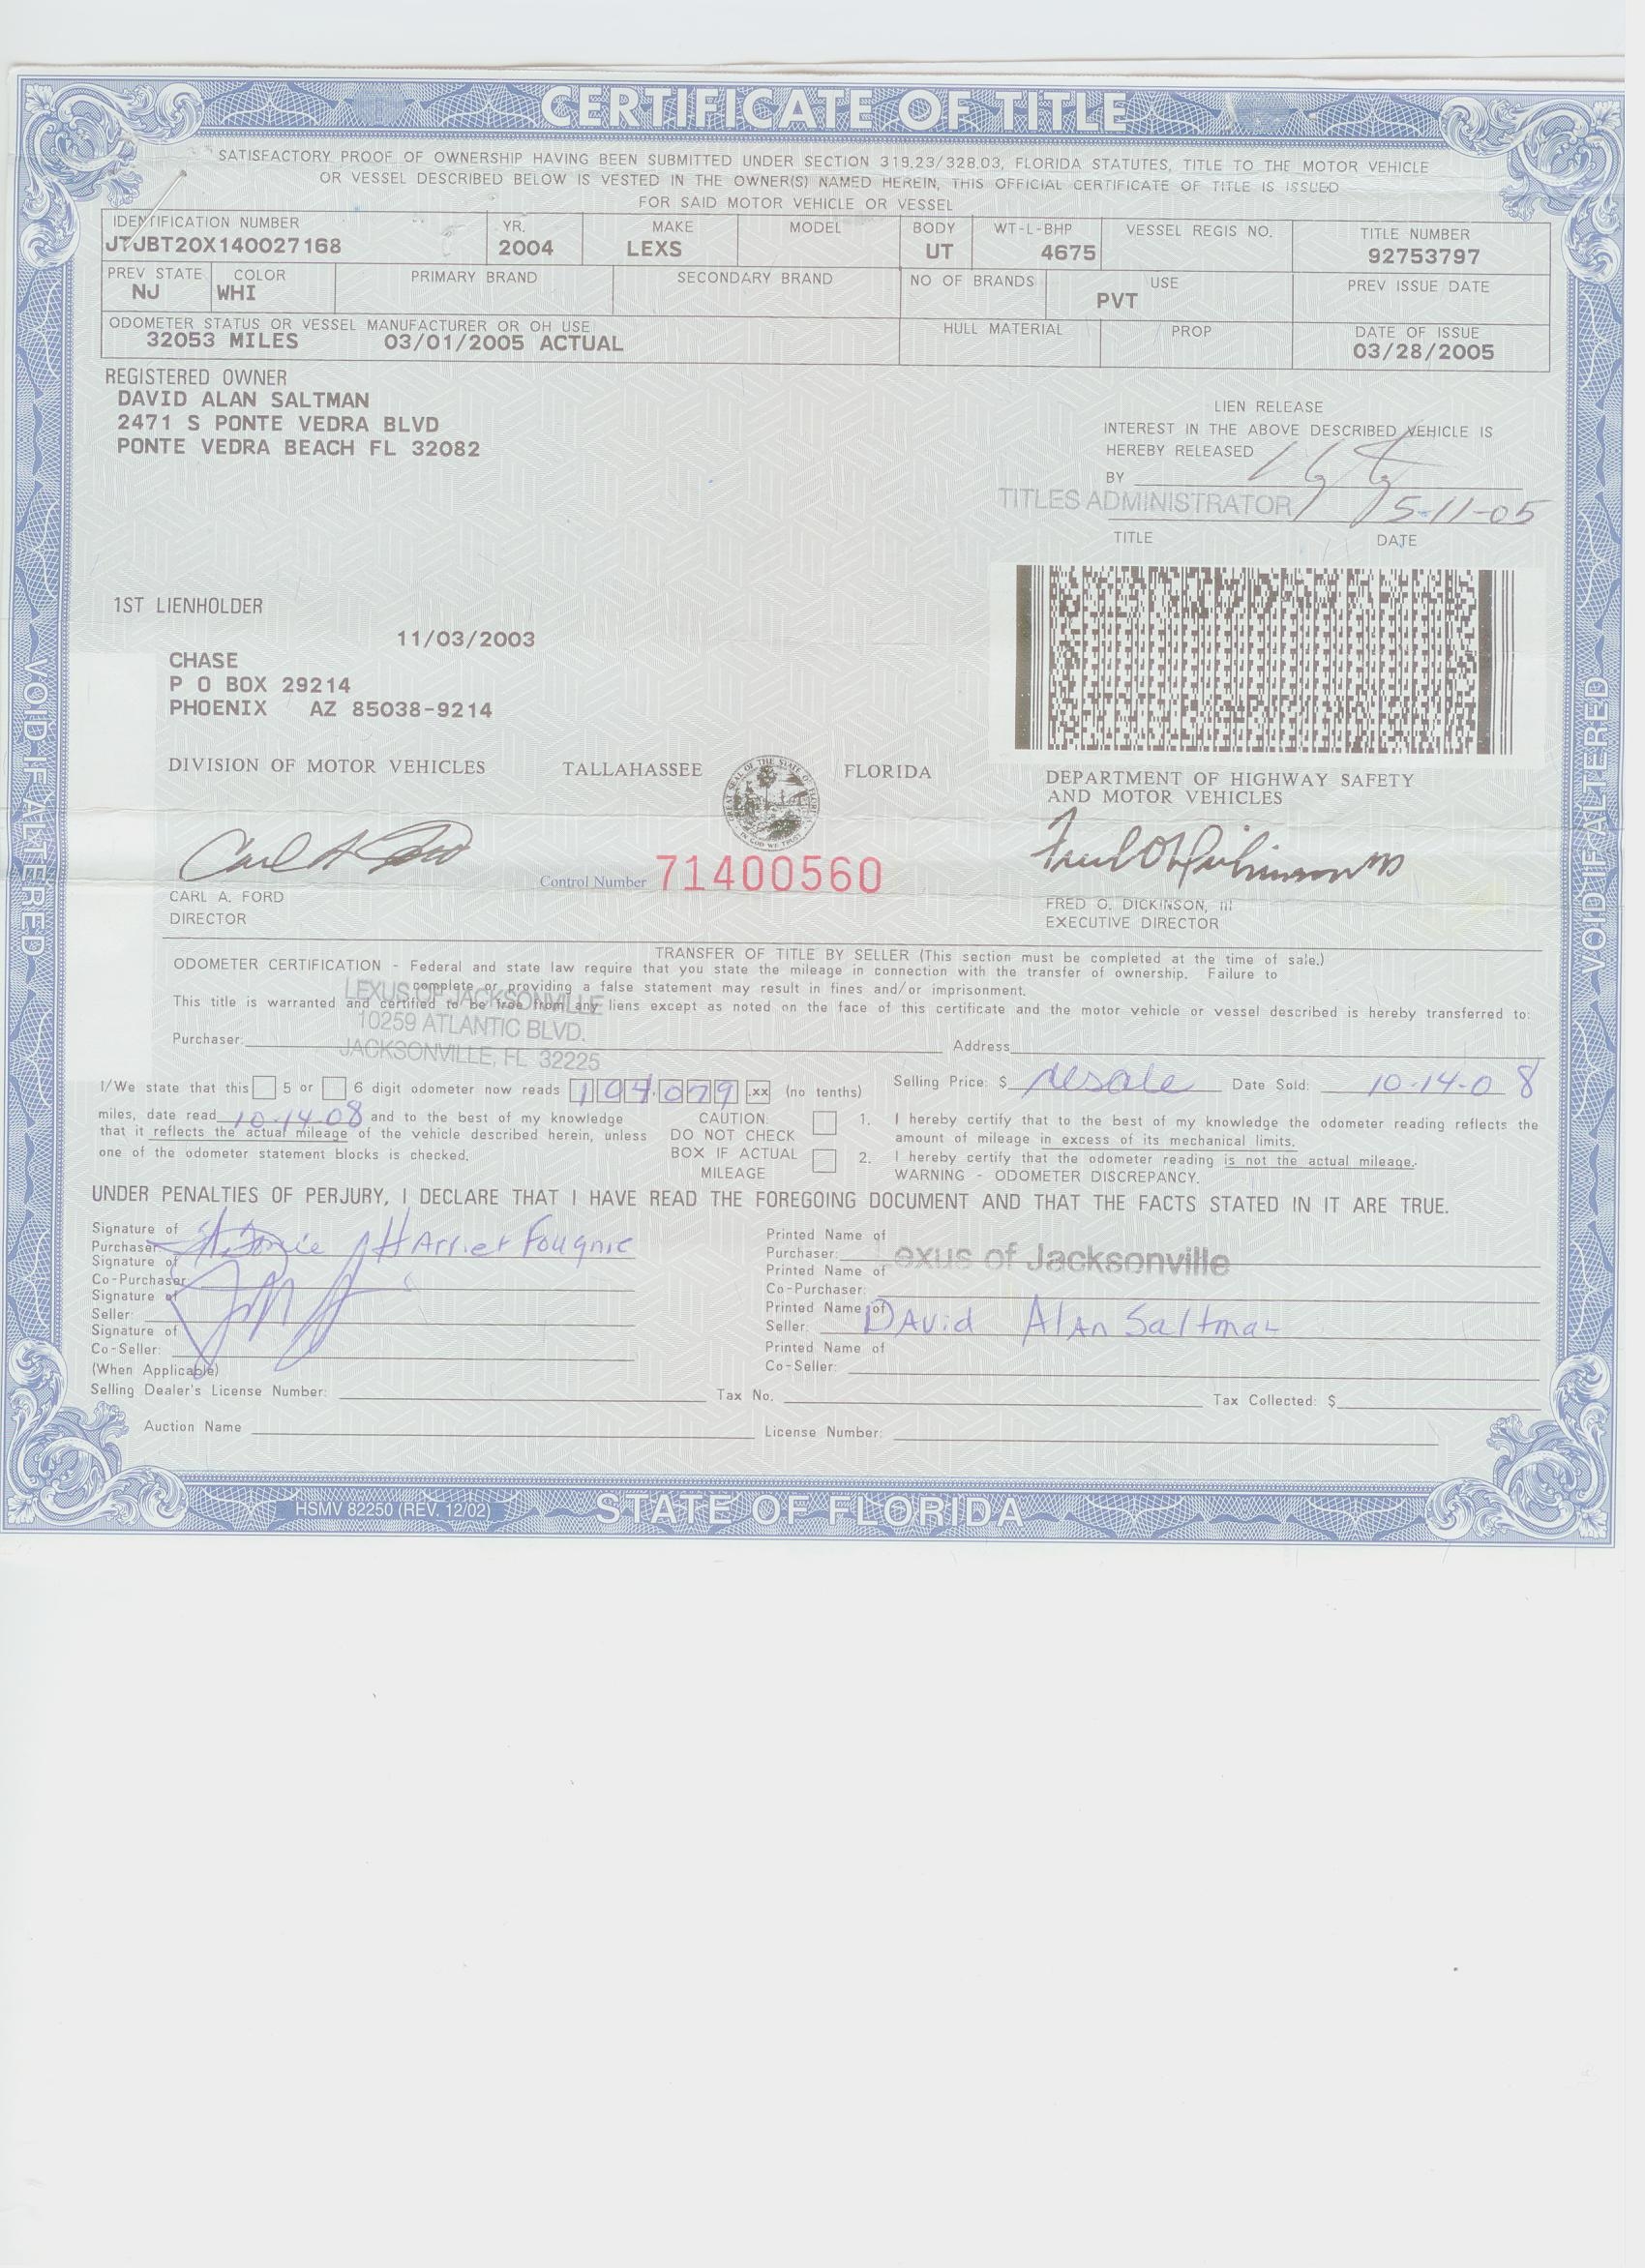 CERTIFICATE OF TITLE
SATISFACTORY PROOF OF OWNERSHIP HAVING BEEN SUBMITTED UNDER SECTION 319.23/328.03, FLORIDA STATUTES, TITLE TO THE MOTOR VEHICLE
OR VESSEL DESCRIBED BELOW IS VESTED IN THE OWNER(S) NAMED HEREIN, THIS OFFICIAL CERTIFICATE OF TITLE IS ISSUED
FOR SAID MOTOR VEHICLE OR VESSEL
IDENTIFICATION NUMBER YR. MAKE MODEL BODY WT-L-BHP VESSEL REGIS NO. TITLE NUMBER
JTJBT20X140027168 2004 LEXS UT 4675 92753797
PREV STATE COLOR PRIMARY BRAND SECONDARY BRAND NO OF BRANDS USE PREV ISSUE DATE
NJ WHI PVT
ODOMETER STATUS OR VESSEL MANUFACTURER OR OH USE HULL MATERIAL PROP DATE OF ISSUE
32053 MILES 03/01/2005 ACTUAL 03/28/2005
REGISTERED OWNER
DAVID ALAN SALTMAN
2471 S PONTE VEDRA BLVD
PONTE VEDRA BEACH FL 32082
LIEN RELEASE
INTEREST IN THE ABOVE DESCRIBED VEHICLE IS
HEREBY RELEASED
BY
TITLES ADMINISTRATOR 5-11-05
TITLE DATE
1ST LIENHOLDER
11/03/2003
CHASE
P O BOX 29214
PHOENIX AZ 85038-9214
DIVISION OF MOTOR VEHICLES TALLAHASSEE FLORIDA
DEPARTMENT OF HIGHWAY SAFETY
AND MOTOR VEHICLES
Control Number 71400560
CARL A. FORD
DIRECTOR
FRED O. DICKINSON, III
EXECUTIVE DIRECTOR
TRANSFER OF TITLE BY SELLER (This section must be completed at the time of sale.)
ODOMETER CERTIFICATION - Federal and state law require that you state the mileage in connection with the transfer of ownership. Failure to
complete or providing a false statement may result in fines and/or imprisonment.
This title is warranted and certified to be free from any liens except as noted on the face of this certificate and the motor vehicle or vessel described is hereby transferred to:
LEXUS OF JACKSONVILLE
10259 ATLANTIC BLVD.
JACKSONVILLE, FL 32225
Purchaser: Address
I/We state that this 5 or 6 digit odometer now reads 104,079 .xx (no tenths) Selling Price: $ resale Date Sold: 10-14-08
miles, date read 10-14-08 and to the best of my knowledge
that it reflects the actual mileage of the vehicle described herein, unless
one of the odometer statement blocks is checked.
CAUTION:
DO NOT CHECK
BOX IF ACTUAL
MILEAGE
1. I hereby certify that to the best of my knowledge the odometer reading reflects the
amount of mileage in excess of its mechanical limits.
2. I hereby certify that the odometer reading is not the actual mileage.
WARNING - ODOMETER DISCREPANCY.
UNDER PENALTIES OF PERJURY, I DECLARE THAT I HAVE READ THE FOREGOING DOCUMENT AND THAT THE FACTS STATED IN IT ARE TRUE.
Signature of
Purchaser: Harriet Fougnie
Signature of
Co-Purchaser
Signature of
Seller:
Signature of
Co-Seller:
(When Applicable)
Printed Name of
Purchaser: exus of Jacksonville
Printed Name of
Co-Purchaser:
Printed Name of
Seller: DAvid AlAn Saltman
Printed Name of
Co-Seller:
Selling Dealer's License Number: Tax No. Tax Collected: $
Auction Name License Number:
HSMV 82250 (REV. 12/02) STATE OF FLORIDA
VOID IF ALTERED
VOID IF ALTERED